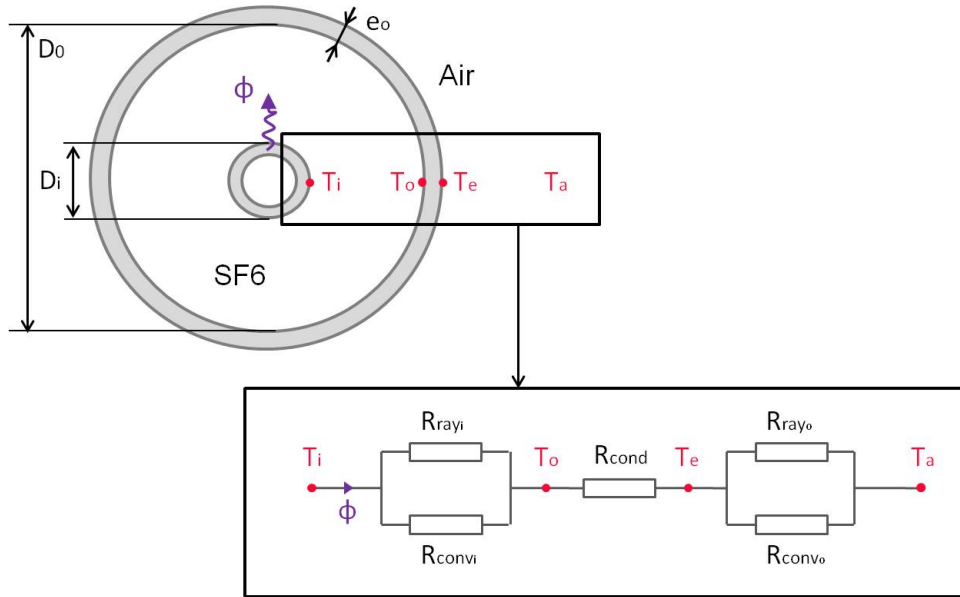 eo
D0
Air
ϕ
Di
Ti
To
Te
Ta
SF6
Rrayi
Rrayo
Ti
To
Rcond
Te
Ta
ϕ
Rconvi
Rconvo